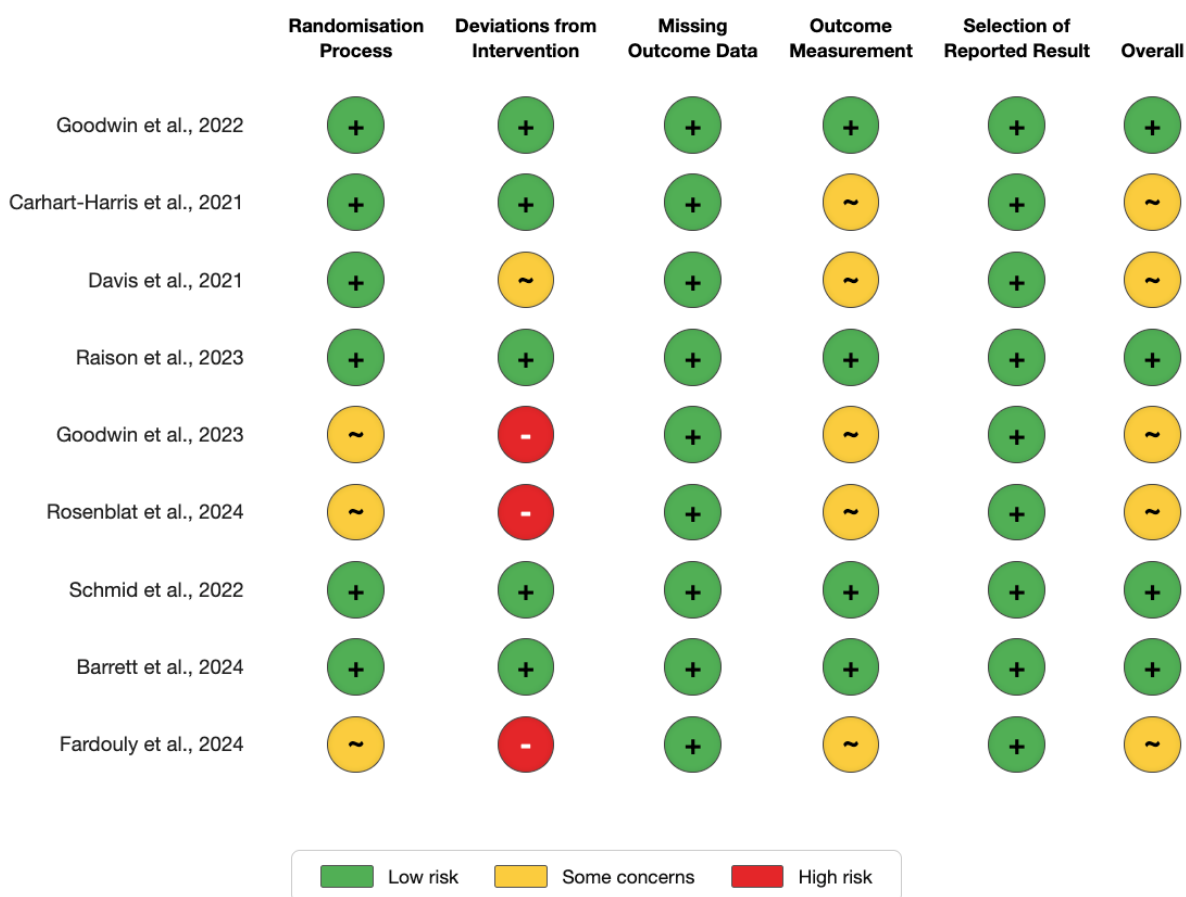 Randomisation Process Deviations from Intervention Missing Outcome Data Outcome Measurement Selection of Reported Result Overall
Goodwin et al., 2022 + + + + + +
Carhart-Harris et al., 2021 + + + ~ + ~
Davis et al., 2021 + ~ + ~ + ~
Raison et al., 2023 + + + + + +
Goodwin et al., 2023 ~ - + ~ + ~
Rosenblat et al., 2024 ~ - + ~ + ~
Schmid et al., 2022 + + + + + +
Barrett et al., 2024 + + + + + +
Fardouly et al., 2024 ~ - + ~ + ~
Low risk Some concerns High risk